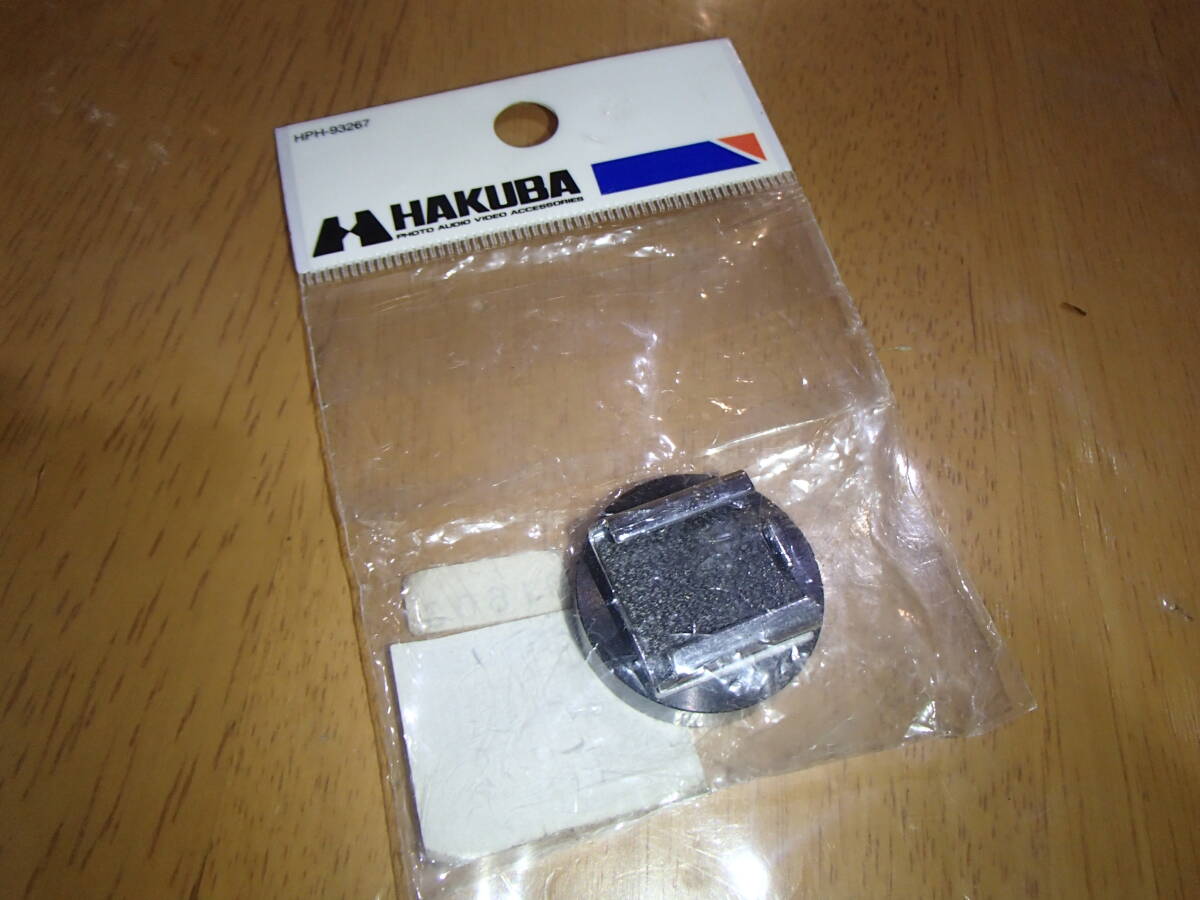 HPH-93267
HAKUBA
PHOTO AUDIO VIDEO ACCESSORIES